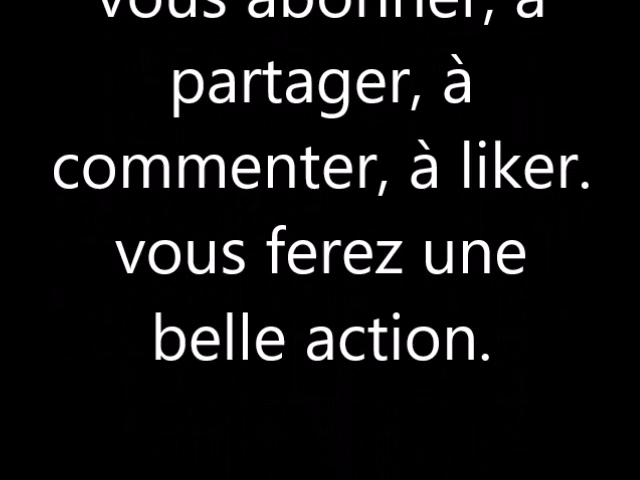 vous abonner, à
partager, à
commenter, à liker.
vous ferez une
belle action.